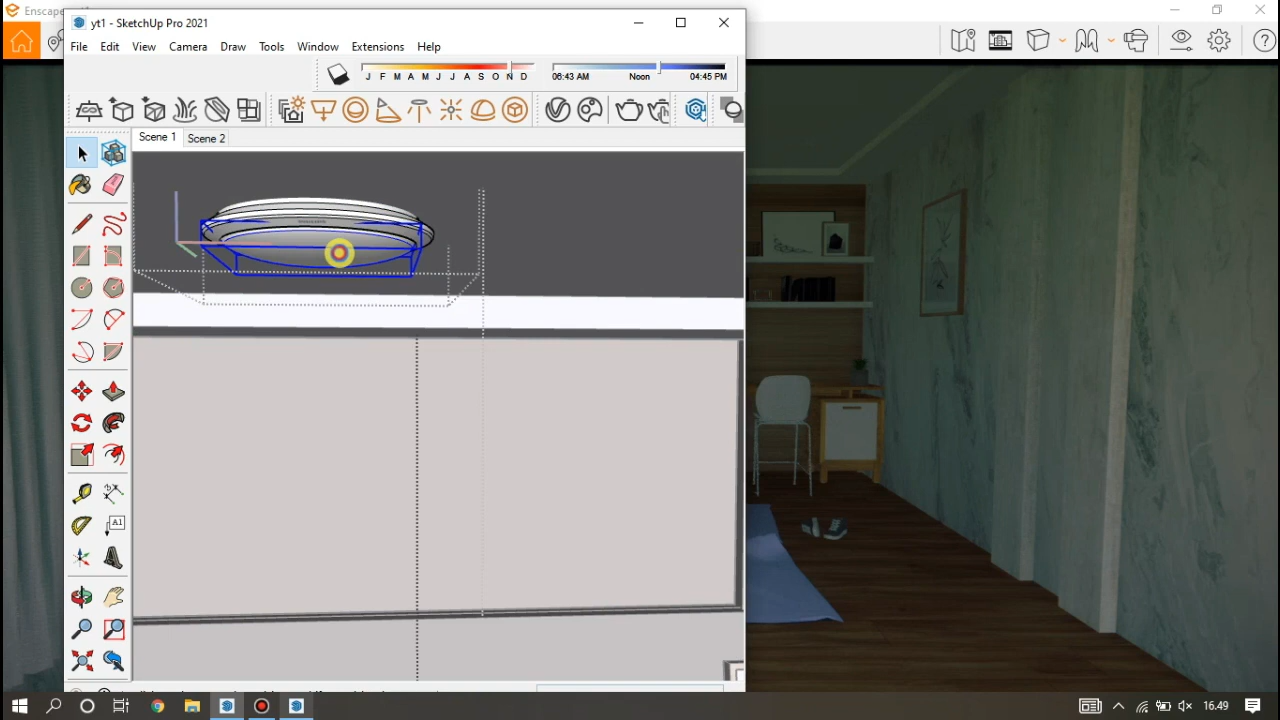 Enscape
yt1 - SketchUp Pro 2021
File Edit View Camera Draw Tools Window Extensions Help
J F M A M J J A S O N D
06:43 AM Noon 04:45 PM
Scene 1 Scene 2
A1
16.49